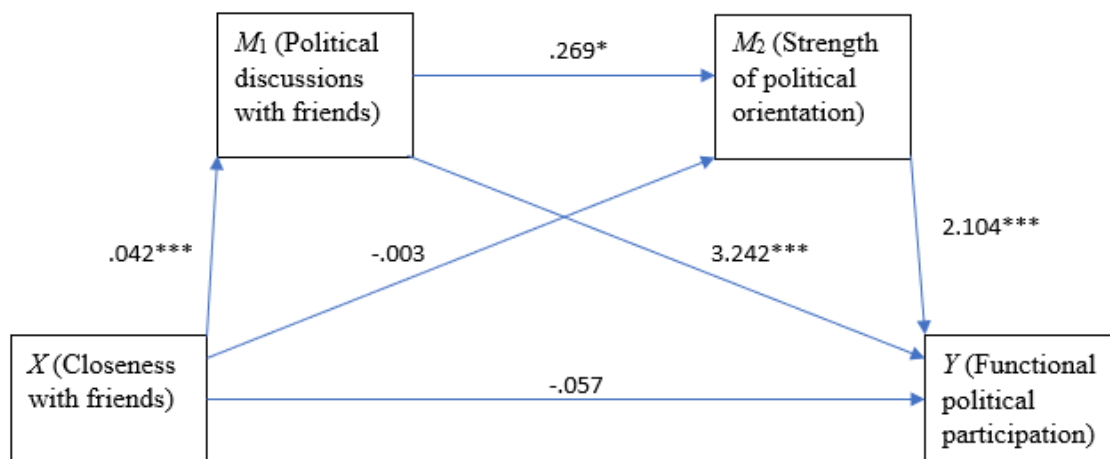 M1 (Political
discussions
with friends)
.269*
M2 (Strength
of political
orientation)
.042***
-.003
3.242***
2.104***
X (Closeness
with friends)
-.057
Y (Functional
political
participation)